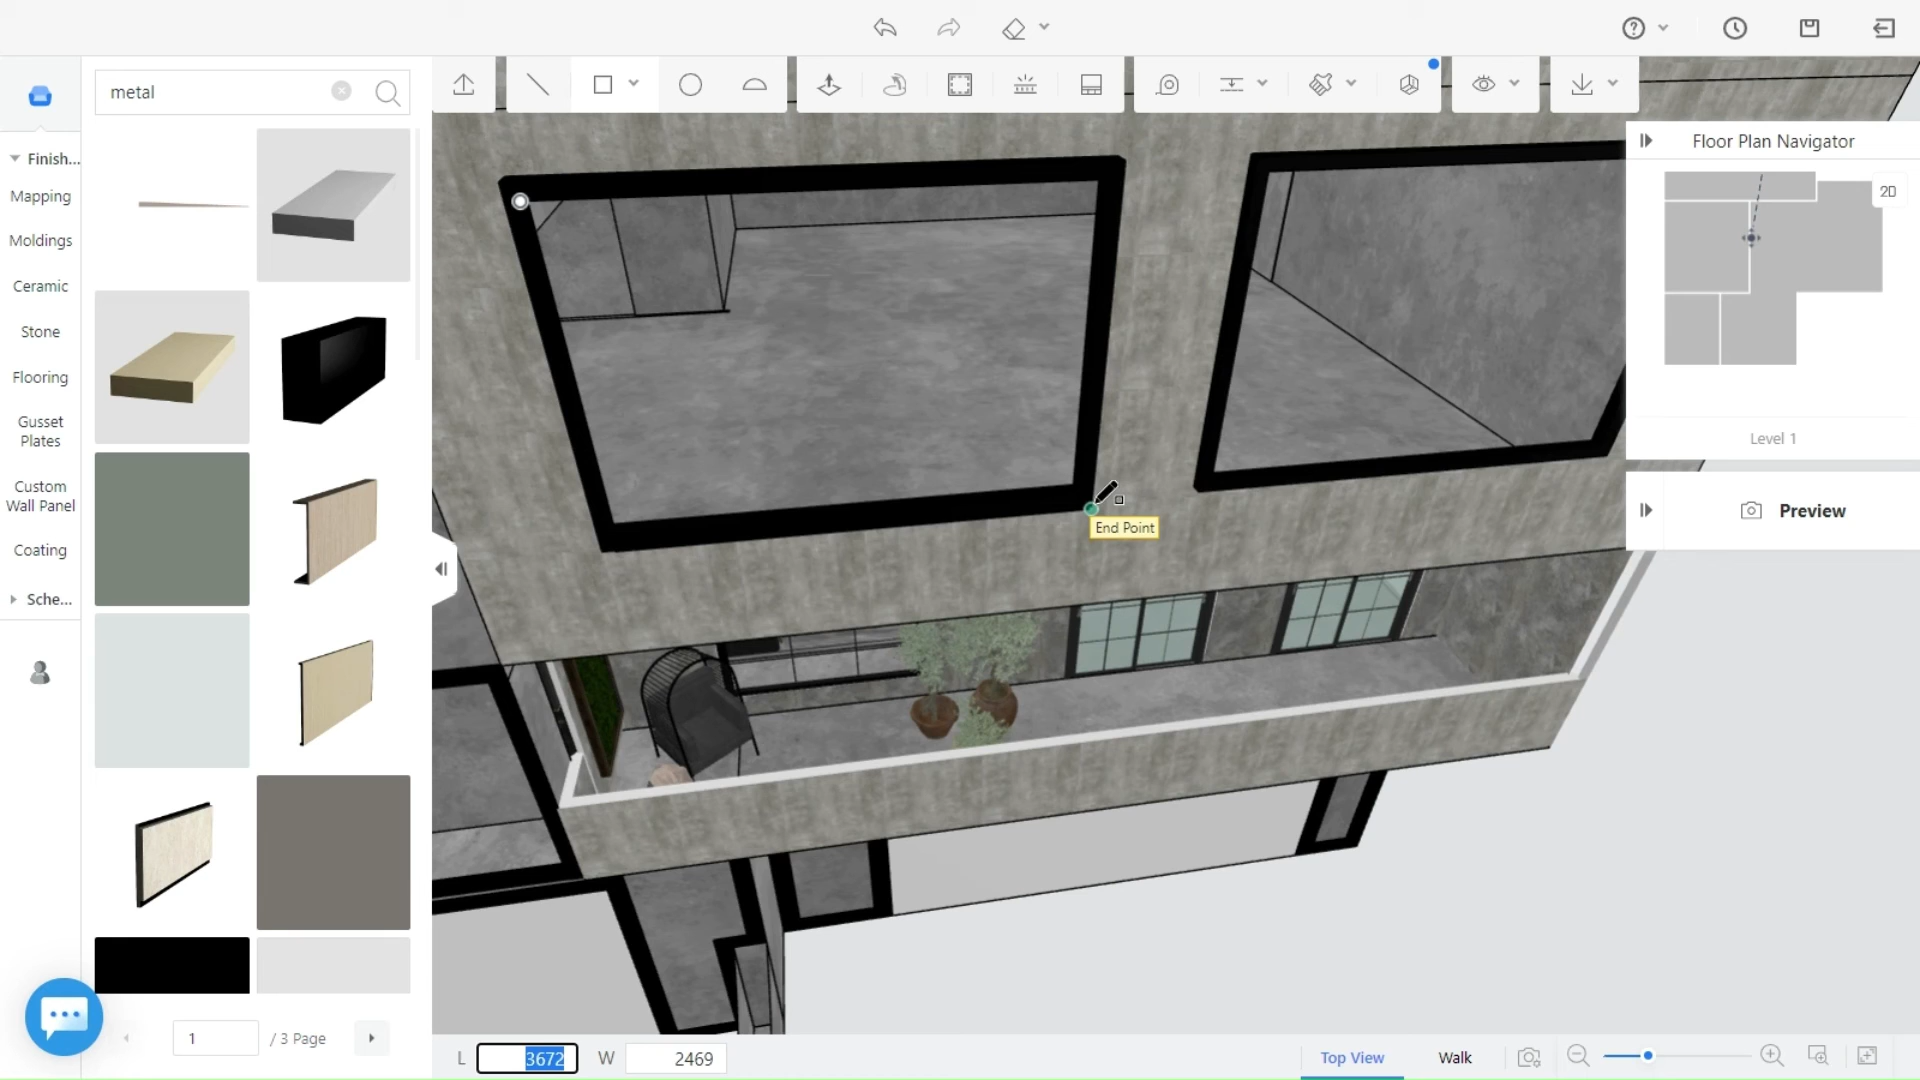 metal
Finish...
Mapping
Moldings
Ceramic
Stone
Flooring
Gusset
Plates
Custom
Wall Panel
Coating
Sche...
1
/ 3 Page
End Point
Floor Plan Navigator
2D
Level 1
Preview
L 3672 W 2469
Top View
Walk